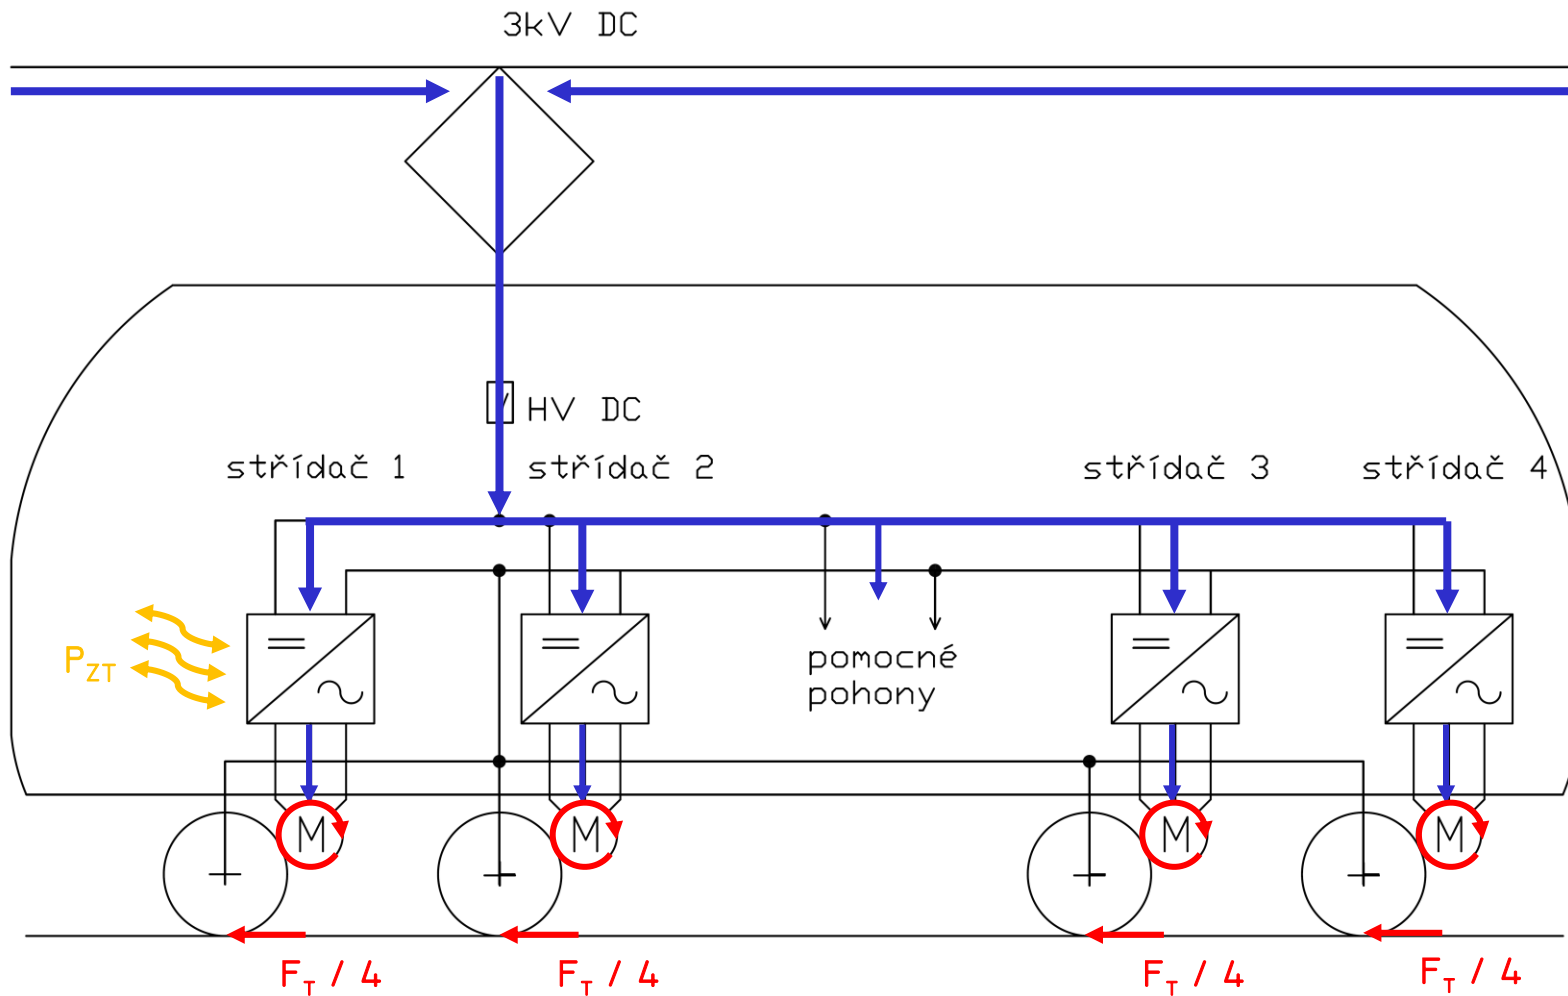 3kV DC
HV DC
střídač 1
střídač 2
střídač 3
střídač 4
P_ZT
pomocné
pohony
M
M
M
M
F_T / 4
F_T / 4
F_T / 4
F_T / 4